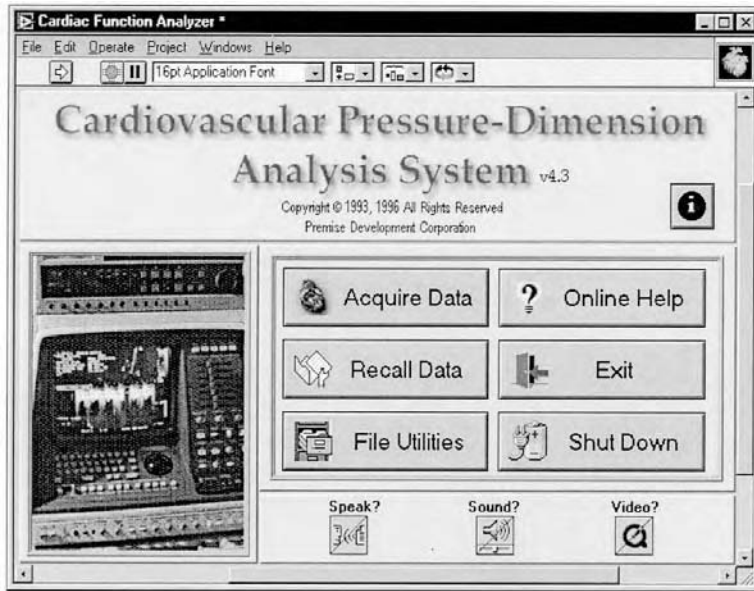 Cardiac Function Analyzer *
File Edit Operate Project Windows Help
16pt Application Font
Cardiovascular Pressure-Dimension
Analysis System v4.3
Copyright © 1993, 1996 All Rights Reserved
Premise Development Corporation
Acquire Data
Online Help
Recall Data
Exit
File Utilities
Shut Down
Speak?
Sound?
Video?